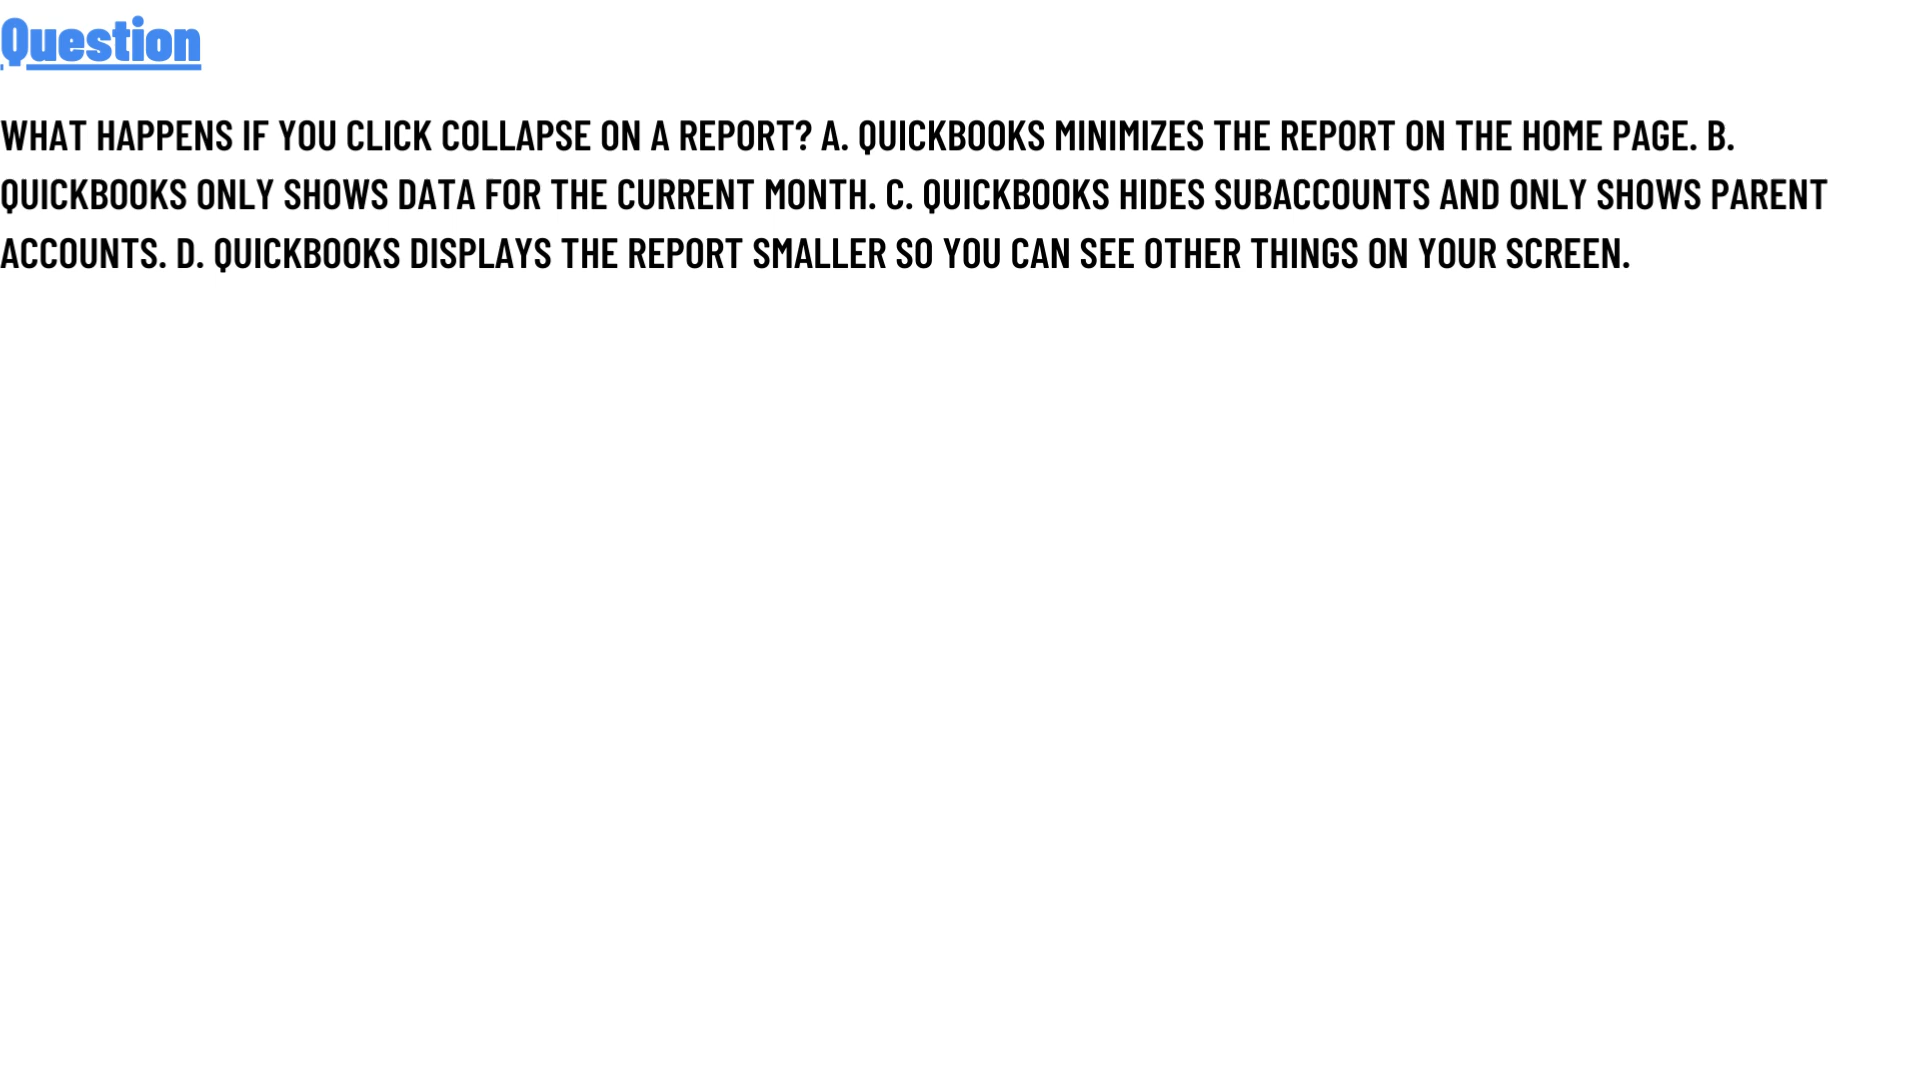 Question
WHAT HAPPENS IF YOU CLICK COLLAPSE ON A REPORT? A. QUICKBOOKS MINIMIZES THE REPORT ON THE HOME PAGE. B.
QUICKBOOKS ONLY SHOWS DATA FOR THE CURRENT MONTH. C. QUICKBOOKS HIDES SUBACCOUNTS AND ONLY SHOWS PARENT
ACCOUNTS. D. QUICKBOOKS DISPLAYS THE REPORT SMALLER SO YOU CAN SEE OTHER THINGS ON YOUR SCREEN.